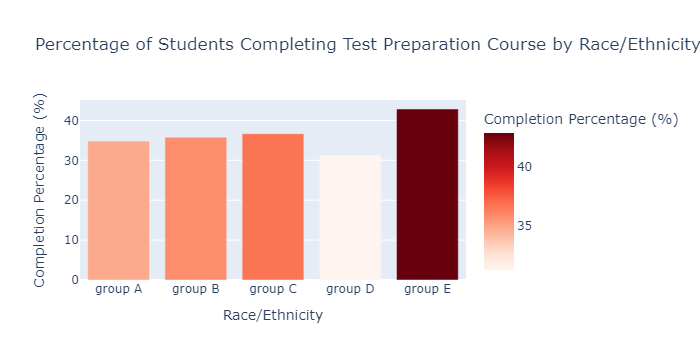 Percentage of Students Completing Test Preparation Course by Race/Ethnicity
Completion Percentage (%)
40
30
20
10
0
group A
group B
group C
group D
group E
Race/Ethnicity
Completion Percentage (%)
40
35